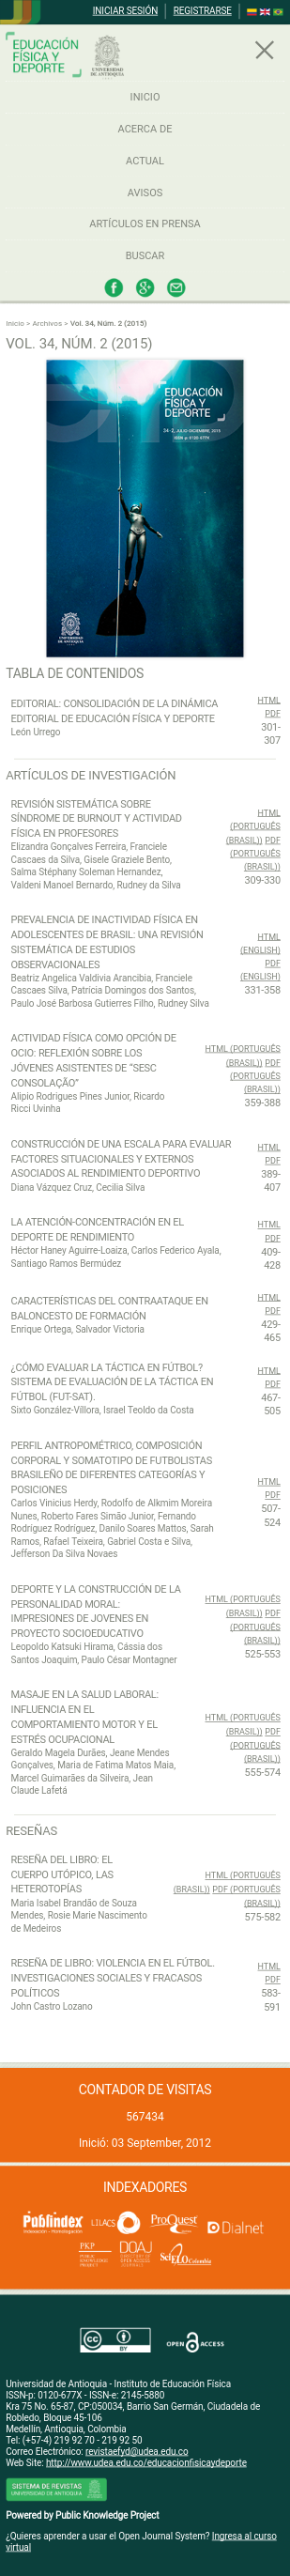 INICIAR SESIÓN
REGISTRARSE
EDUCACIÓN
FÍSICA Y
DEPORTE
UNIVERSIDAD
DE ANTIOQUIA
INICIO
ACERCA DE
ACTUAL
AVISOS
ARTÍCULOS EN PRENSA
BUSCAR
Inicio > Archivos > Vol. 34, Núm. 2 (2015)
VOL. 34, NÚM. 2 (2015)
EDUCACIÓN
FÍSICA Y
DEPORTE
34-2, JULIO-DICIEMBRE, 2015
UNIVERSIDAD
DE ANTIOQUIA
TABLA DE CONTENIDOS
EDITORIAL: CONSOLIDACIÓN DE LA DINÁMICA
EDITORIAL DE EDUCACIÓN FÍSICA Y DEPORTE
León Urrego
HTML
PDF
301-
307
ARTÍCULOS DE INVESTIGACIÓN
REVISIÓN SISTEMÁTICA SOBRE
SÍNDROME DE BURNOUT Y ACTIVIDAD
FÍSICA EN PROFESORES
Elizandra Gonçalves Ferreira, Franciele
Cascaes da Silva, Gisele Graziele Bento,
Salma Stéphany Soleman Hernandez,
Valdeni Manoel Bernardo, Rudney da Silva
HTML
(PORTUGUÊS
(BRASIL)) PDF
(PORTUGUÊS
(BRASIL))
309-330
PREVALENCIA DE INACTIVIDAD FÍSICA EN
ADOLESCENTES DE BRASIL: UNA REVISIÓN
SISTEMÁTICA DE ESTUDIOS
OBSERVACIONALES
Beatriz Angelica Valdivia Arancibia, Franciele
Cascaes Silva, Patrícia Domingos dos Santos,
Paulo José Barbosa Gutierres Filho, Rudney Silva
HTML
(ENGLISH)
PDF
(ENGLISH)
331-358
ACTIVIDAD FÍSICA COMO OPCIÓN DE
OCIO: REFLEXIÓN SOBRE LOS
JÓVENES ASISTENTES DE “SESC
CONSOLAÇÃO”
Alipio Rodrigues Pines Junior, Ricardo
Ricci Uvinha
HTML (PORTUGUÊS
(BRASIL)) PDF
(PORTUGUÊS
(BRASIL))
359-388
CONSTRUCCIÓN DE UNA ESCALA PARA EVALUAR
FACTORES SITUACIONALES Y EXTERNOS
ASOCIADOS AL RENDIMIENTO DEPORTIVO
Diana Vázquez Cruz, Cecilia Silva
HTML
PDF
389-
407
LA ATENCIÓN-CONCENTRACIÓN EN EL
DEPORTE DE RENDIMIENTO
Héctor Haney Aguirre-Loaiza, Carlos Federico Ayala,
Santiago Ramos Bermúdez
HTML
PDF
409-
428
CARACTERÍSTICAS DEL CONTRAATAQUE EN
BALONCESTO DE FORMACIÓN
Enrique Ortega, Salvador Victoria
HTML
PDF
429-
465
¿CÓMO EVALUAR LA TÁCTICA EN FÚTBOL?
SISTEMA DE EVALUACIÓN DE LA TÁCTICA EN
FÚTBOL (FUT-SAT).
Sixto González-Víllora, Israel Teoldo da Costa
HTML
PDF
467-
505
PERFIL ANTROPOMÉTRICO, COMPOSICIÓN
CORPORAL Y SOMATOTIPO DE FUTBOLISTAS
BRASILEÑO DE DIFERENTES CATEGORÍAS Y
POSICIONES
Carlos Vinicius Herdy, Rodolfo de Alkmim Moreira
Nunes, Roberto Fares Simão Junior, Fernando
Rodríguez Rodríguez, Danilo Soares Mattos, Sarah
Ramos, Rafael Teixeira, Gabriel Costa e Silva,
Jefferson Da Silva Novaes
HTML
PDF
507-
524
DEPORTE Y LA CONSTRUCCIÓN DE LA
PERSONALIDAD MORAL:
IMPRESIONES DE JOVENES EN
PROYECTO SOCIOEDUCATIVO
Leopoldo Katsuki Hirama, Cássia dos
Santos Joaquim, Paulo César Montagner
HTML (PORTUGUÊS
(BRASIL)) PDF
(PORTUGUÊS
(BRASIL))
525-553
MASAJE EN LA SALUD LABORAL:
INFLUENCIA EN EL
COMPORTAMIENTO MOTOR Y EL
ESTRÉS OCUPACIONAL
Geraldo Magela Durães, Jeane Mendes
Gonçalves, Maria de Fatima Matos Maia,
Marcel Guimarães da Silveira, Jean
Claude Lafetá
HTML (PORTUGUÊS
(BRASIL)) PDF
(PORTUGUÊS
(BRASIL))
555-574
RESEÑAS
RESEÑA DEL LIBRO: EL
CUERPO UTÓPICO, LAS
HETEROTOPÍAS
Maria Isabel Brandão de Souza
Mendes, Rosie Marie Nascimento
de Medeiros
HTML (PORTUGUÊS
(BRASIL)) PDF (PORTUGUÊS
(BRASIL))
575-582
RESEÑA DE LIBRO: VIOLENCIA EN EL FÚTBOL.
INVESTIGACIONES SOCIALES Y FRACASOS
POLÍTICOS
John Castro Lozano
HTML
PDF
583-
591
CONTADOR DE VISITAS
567434
Inició: 03 September, 2012
INDEXADORES
Publindex
LILACS
ProQuest
Dialnet
PKP
PUBLIC
KNOWLEDGE
PROJECT
DOAJ
DIRECTORY OF
OPEN ACCESS
JOURNALS
SciELO Colombia
CC BY
OPEN ACCESS
Universidad de Antioquia - Instituto de Educación Física
ISSN-p: 0120-677X - ISSN-e: 2145-5880
Kra 75 No. 65-87, CP:050034, Barrio San Germán, Ciudadela de
Robledo, Bloque 45-106
Medellín, Antioquia, Colombia
Tel: (+57-4) 219 92 70 - 219 92 50
Correo Electrónico: revistaefyd@udea.edu.co
Web Site: http://www.udea.edu.co/educacionfisicaydeporte
SISTEMA DE REVISTAS
UNIVERSIDAD DE ANTIOQUIA
Powered by Public Knowledge Project
¿Quieres aprender a usar el Open Journal System? Ingresa al curso
virtual